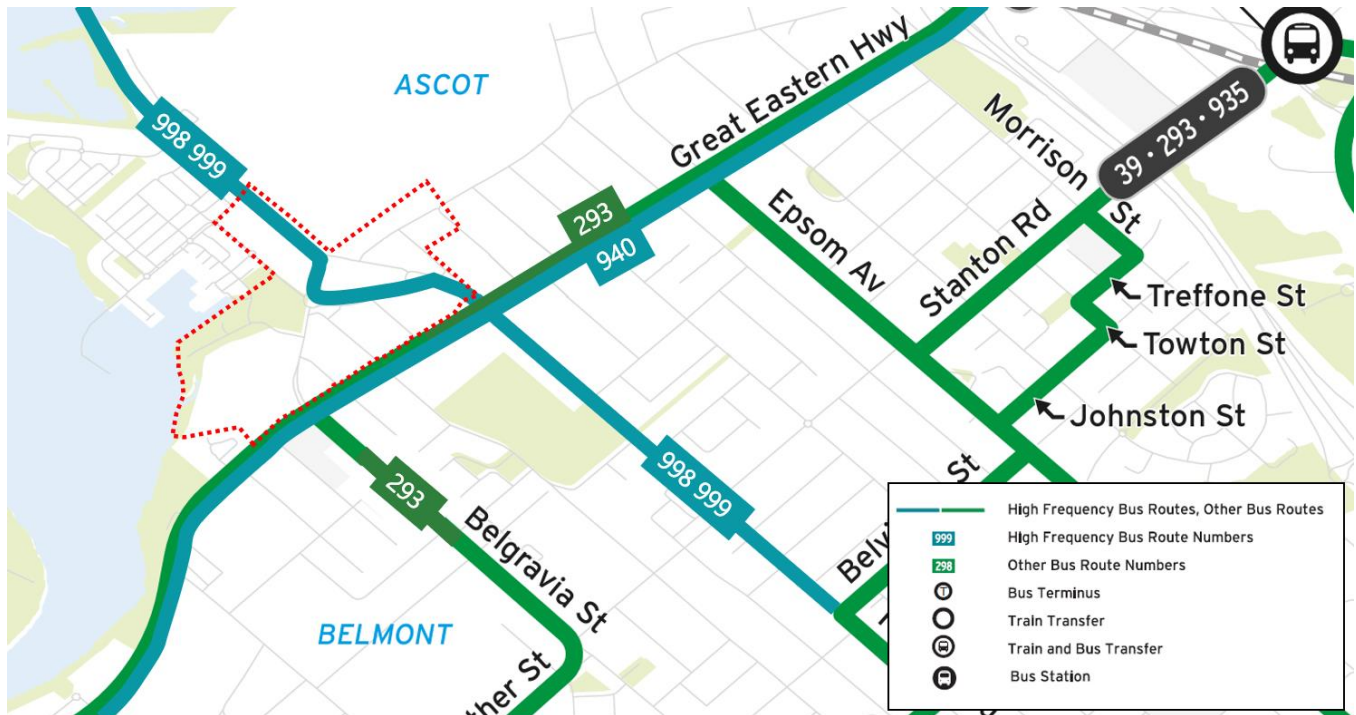 ASCOT
998 999
Great Eastern Hwy
293
940
Epsom Av
Morrison St
39 • 293 • 935
Stanton Rd
Treffone St
Towton St
Johnston St
998 999
293
Belgravia St
BELMONT
St
High Frequency Bus Routes, Other Bus Routes
999 High Frequency Bus Route Numbers
298 Other Bus Route Numbers
T Bus Terminus
Train Transfer
Train and Bus Transfer
Bus Station